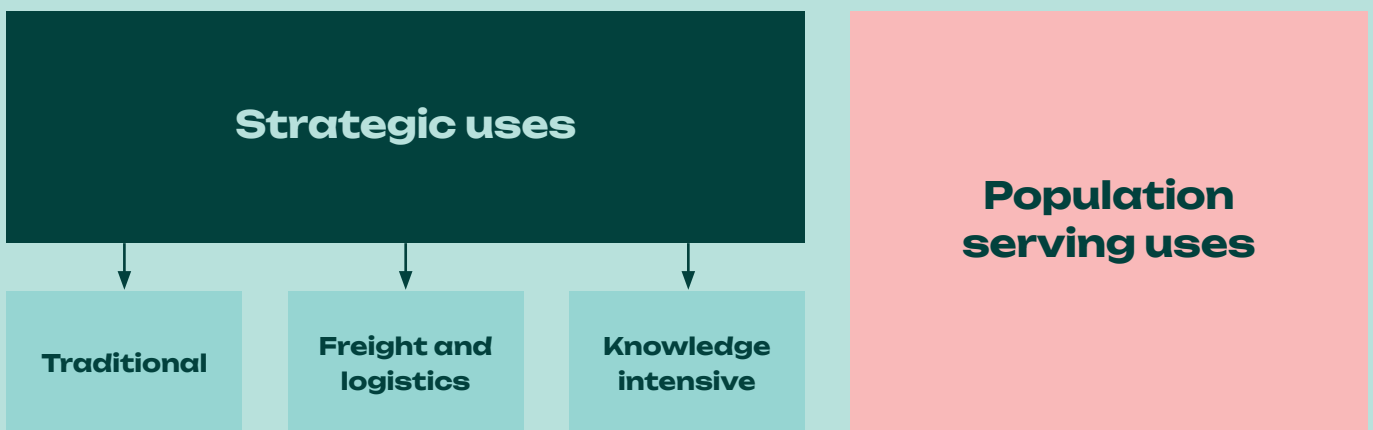 Strategic uses
Population
serving uses
Traditional
Freight and
logistics
Knowledge
intensive